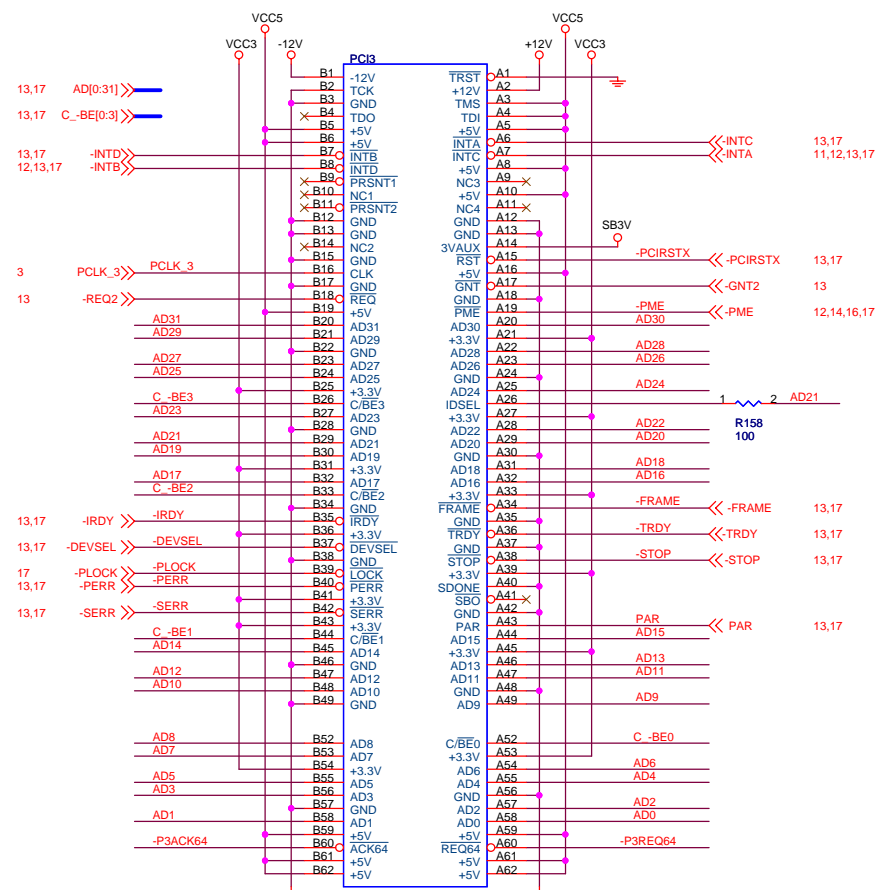 VCC5 VCC5
VCC3 -12V +12V VCC3
PCI3
B1 -12V TRST A1
13,17 AD[0:31] B2 TCK +12V A2
B3 GND TMS A3
13,17 C_-BE[0:3] B4 TDO TDI A4
B5 +5V +5V A5
B6 +5V INTA A6 -INTC 13,17
13,17 -INTD B7 INTB INTC A7 -INTA 11,12,13,17
12,13,17 -INTB B8 INTD +5V A8
B9 PRSNT1 NC3 A9
B10 NC1 +5V A10
B11 PRSNT2 NC4 A11
B12 GND GND A12
B13 GND GND A13 SB3V
B14 NC2 3VAUX A14
B15 GND RST A15 -PCIRSTX -PCIRSTX 13,17
3 PCLK_3 PCLK_3 B16 CLK +5V A16
B17 GND GNT A17 -GNT2 13
13 -REQ2 B18 REQ GND A18
B19 +5V PME A19 -PME -PME 12,14,16,17
AD31 B20 AD31 AD30 A20 AD30
AD29 B21 AD29 +3.3V A21
B22 GND AD28 A22 AD28
AD27 B23 AD27 AD26 A23 AD26
AD25 B24 AD25 GND A24
B25 +3.3V AD24 A25 AD24
C_-BE3 B26 C/BE3 IDSEL A26 1 2 AD21
AD23 B27 AD23 +3.3V A27 R158
B28 GND AD22 A28 AD22 100
AD21 B29 AD21 AD20 A29 AD20
AD19 B30 AD19 GND A30
B31 +3.3V AD18 A31 AD18
AD17 B32 AD17 AD16 A32 AD16
C_-BE2 B33 C/BE2 +3.3V A33
B34 GND FRAME A34 -FRAME -FRAME 13,17
13,17 -IRDY -IRDY B35 IRDY GND A35
B36 +3.3V TRDY A36 -TRDY -TRDY 13,17
13,17 -DEVSEL -DEVSEL B37 DEVSEL GND A37
B38 GND STOP A38 -STOP -STOP 13,17
17 -PLOCK -PLOCK B39 LOCK +3.3V A39
13,17 -PERR -PERR B40 PERR SDONE A40
B41 +3.3V SBO A41
13,17 -SERR -SERR B42 SERR GND A42
B43 +3.3V PAR A43 PAR PAR 13,17
C_-BE1 B44 C/BE1 AD15 A44 AD15
AD14 B45 AD14 +3.3V A45
B46 GND AD13 A46 AD13
AD12 B47 AD12 AD11 A47 AD11
AD10 B48 AD10 GND A48
B49 GND AD9 A49 AD9
AD8 B52 AD8 C/BE0 A52 C_-BE0
AD7 B53 AD7 +3.3V A53
B54 +3.3V AD6 A54 AD6
AD5 B55 AD5 AD4 A55 AD4
AD3 B56 AD3 GND A56
B57 GND AD2 A57 AD2
AD1 B58 AD1 AD0 A58 AD0
B59 +5V +5V A59
-P3ACK64 B60 ACK64 REQ64 A60 -P3REQ64
B61 +5V +5V A61
B62 +5V +5V A62